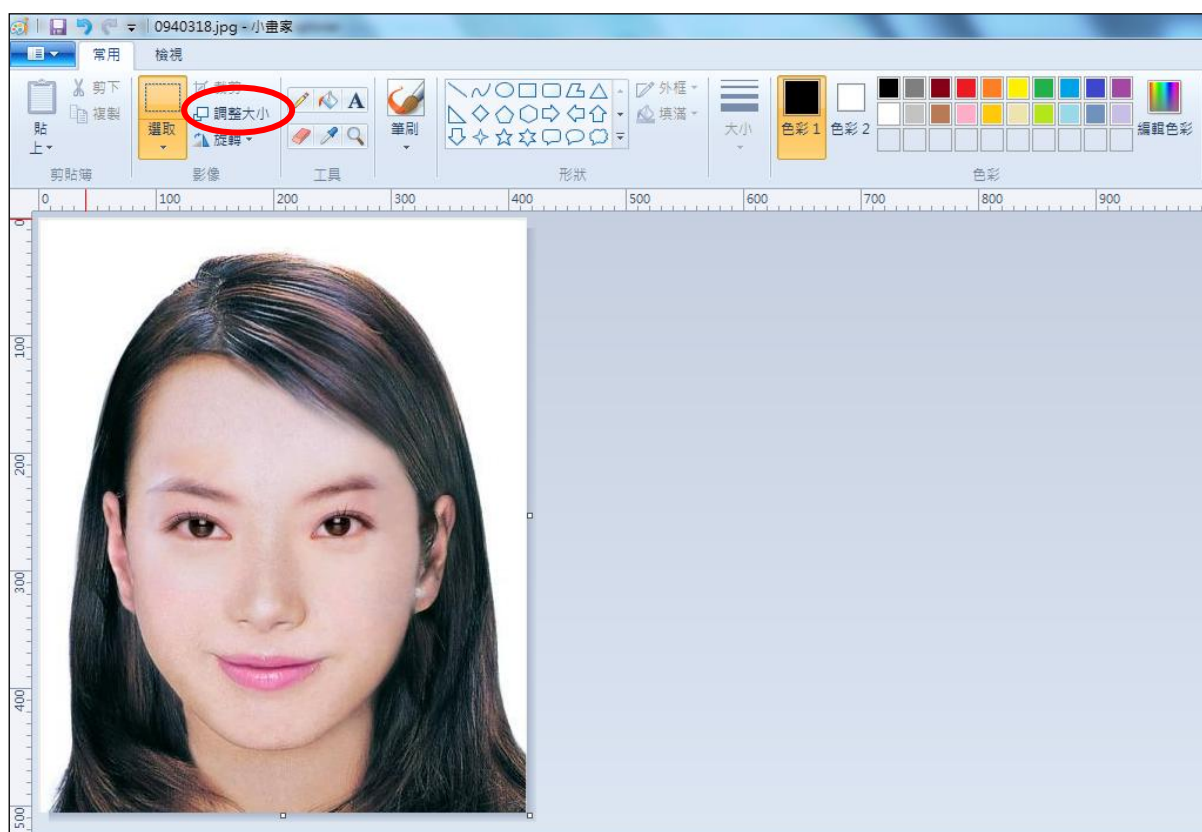 0940318.jpg - 小畫家
常用 檢視
剪下
複製
貼上
剪貼簿
選取
裁剪
調整大小
旋轉
影像
A
工具
筆刷
外框
填滿
形狀
大小
色彩 1
色彩 2
編輯色彩
色彩
0 100 200 300 400 500 600 700 800 900
0
100
200
300
400
500